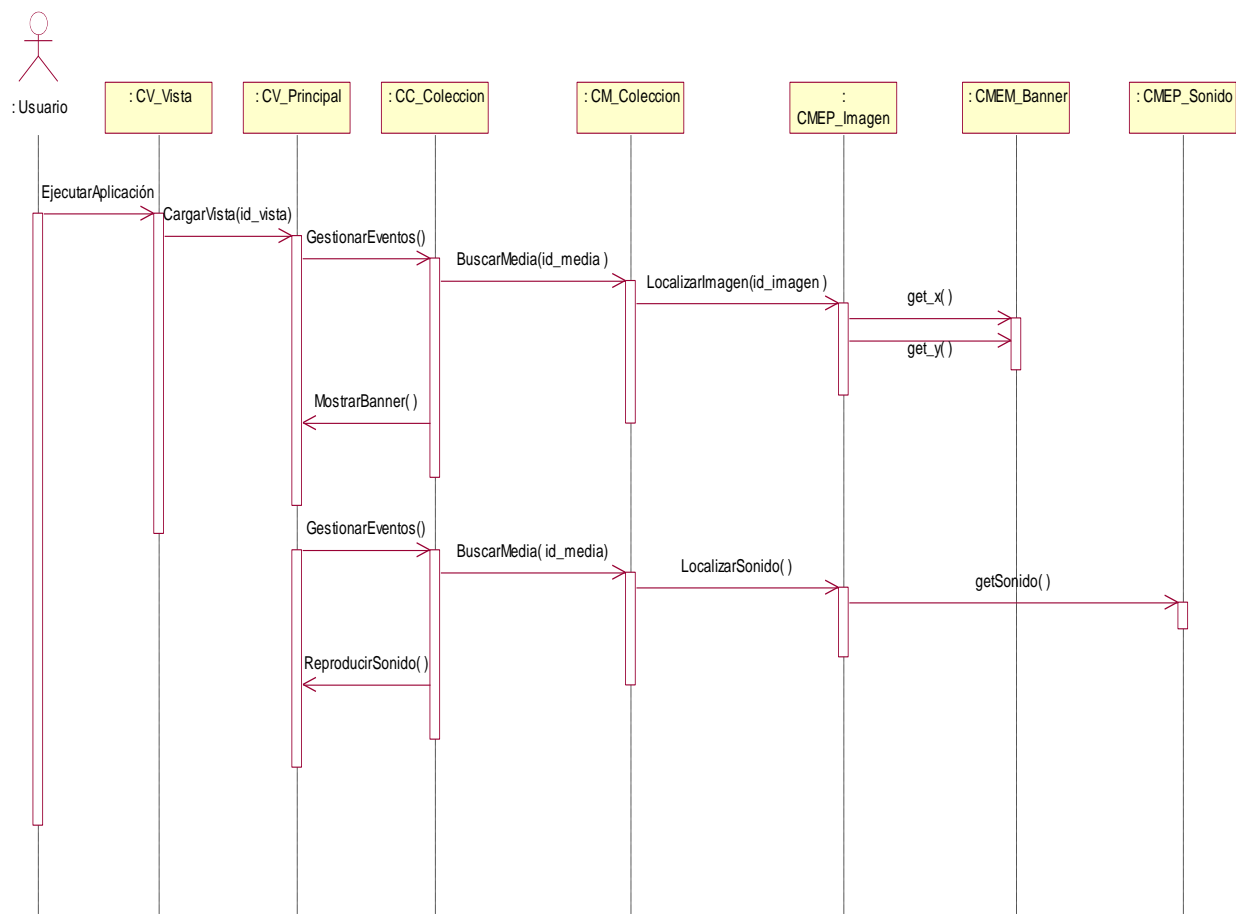 : Usuario
: CV_Vista
: CV_Principal
: CC_Coleccion
: CM_Coleccion
:
CMEP_Imagen
: CMEM_Banner
: CMEP_Sonido
EjecutarAplicación
CargarVista(id_vista)
GestionarEventos()
BuscarMedia(id_media )
LocalizarImagen(id_imagen )
get_x( )
get_y( )
MostrarBanner( )
GestionarEventos()
BuscarMedia( id_media)
LocalizarSonido( )
getSonido( )
ReproducirSonido( )